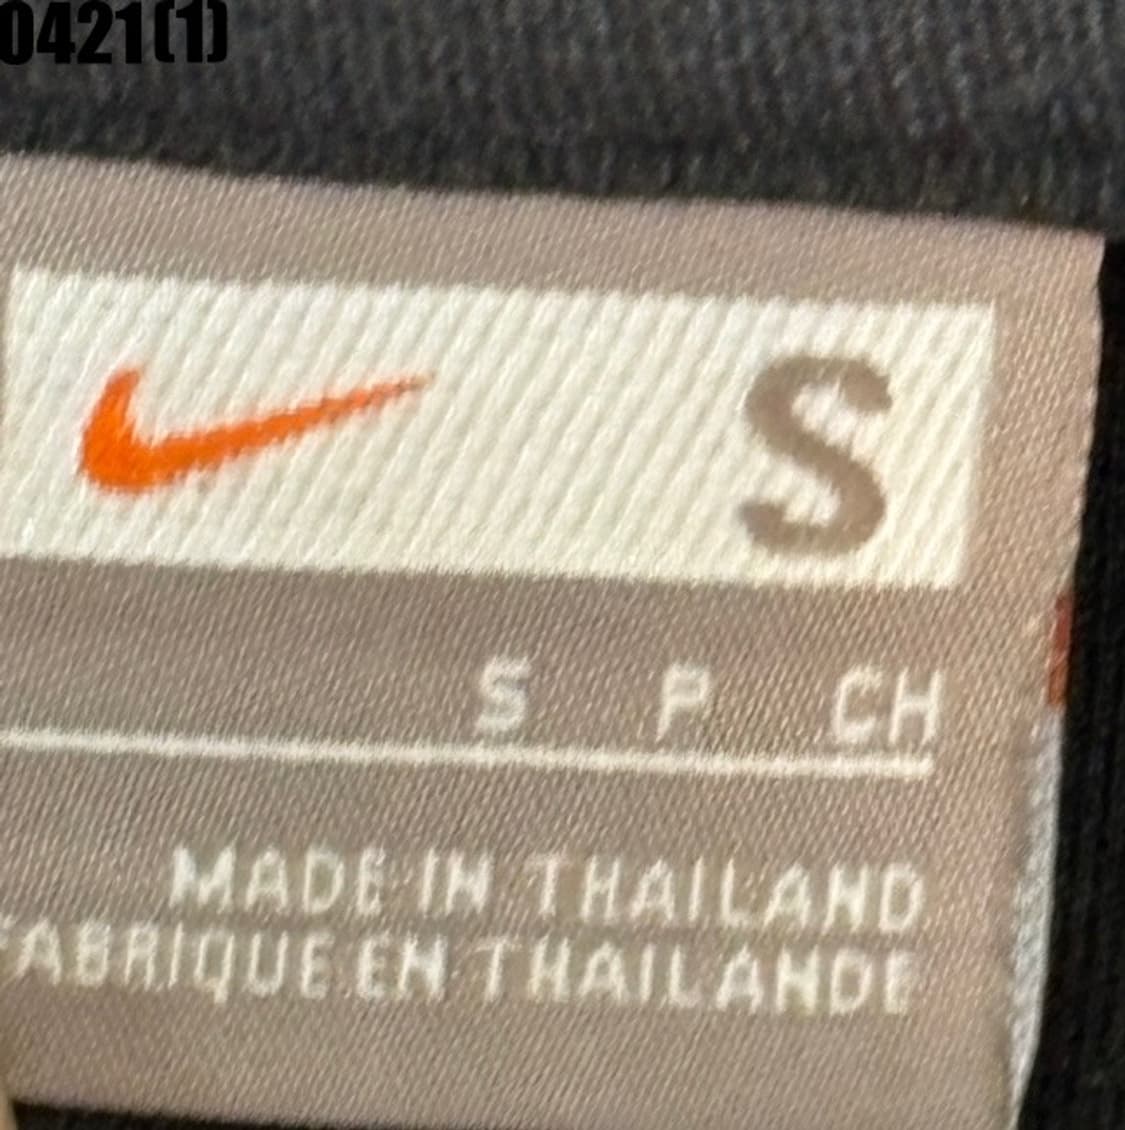 0421(1)
S
S P CH
MADE IN THAILAND
FABRIQUE EN THAILANDE